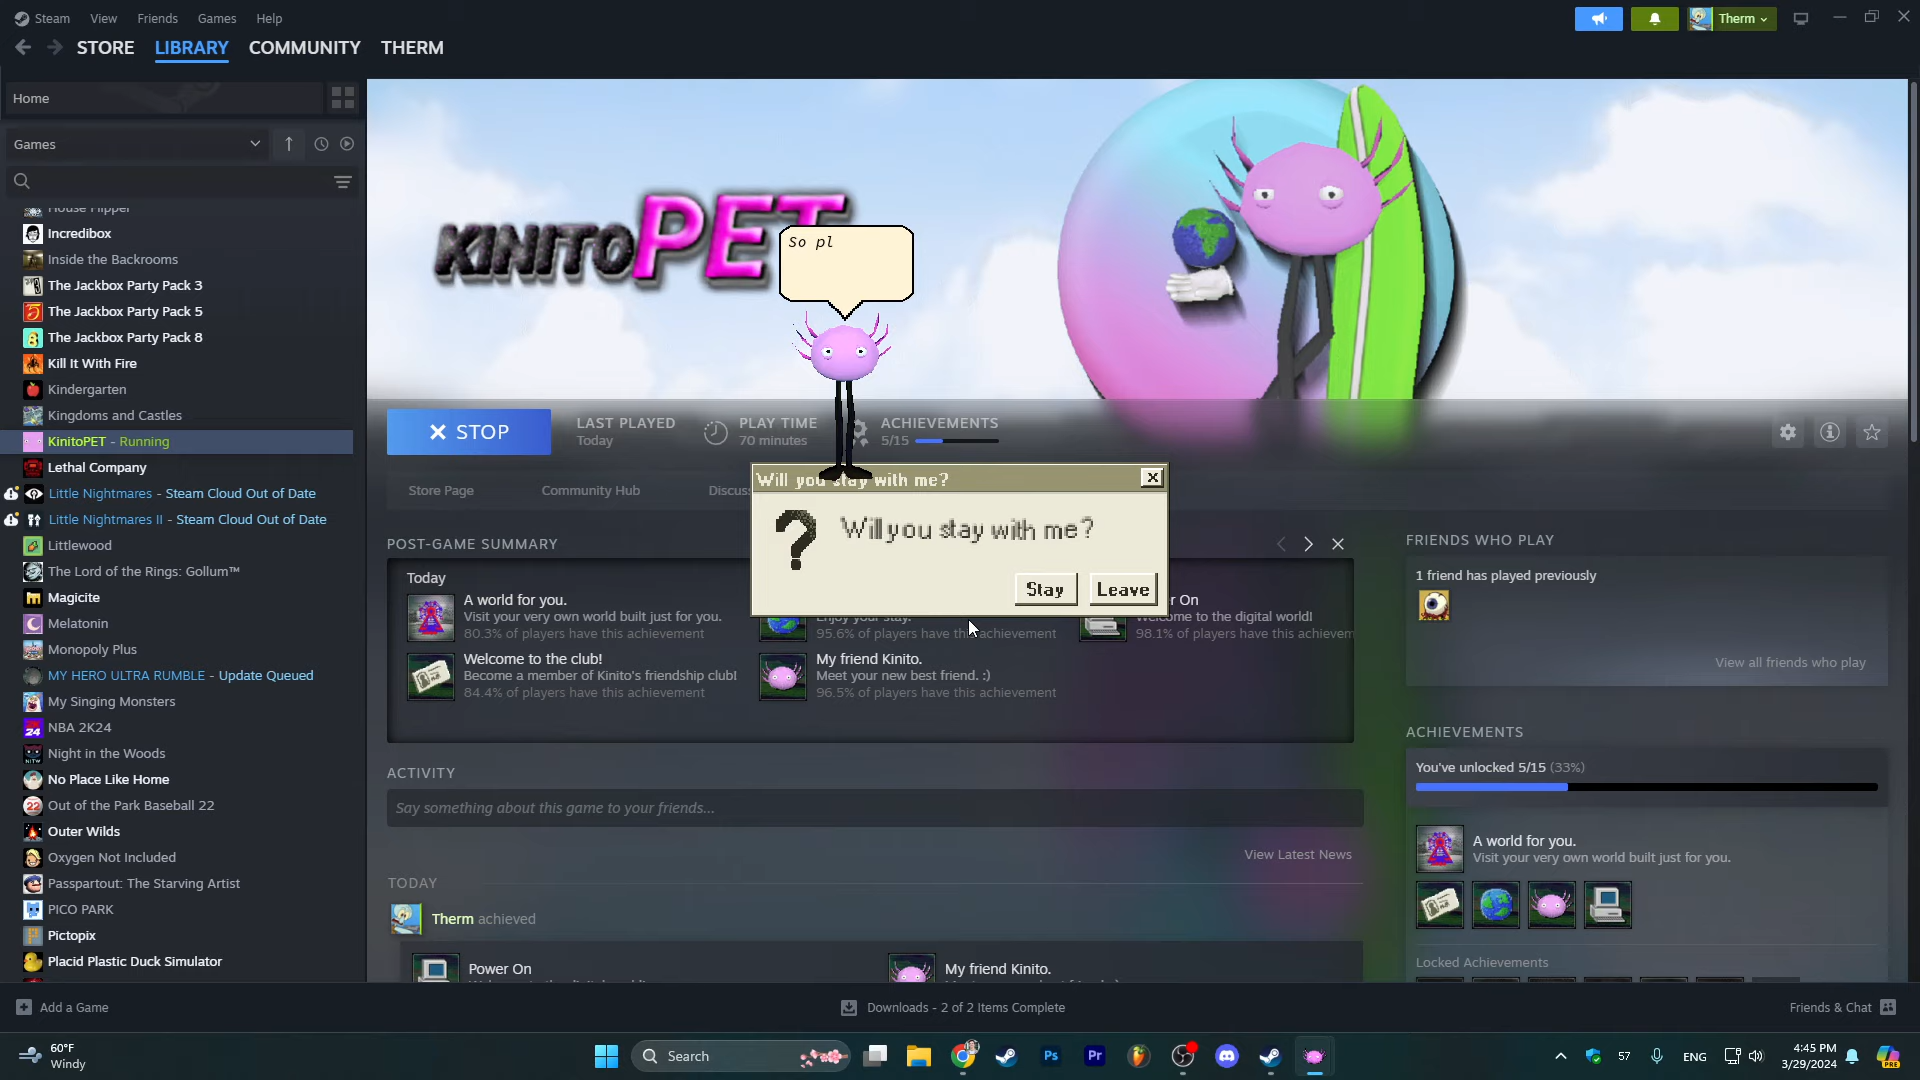 Steam View Friends Games Help
Therm
STORE LIBRARY COMMUNITY THERM
Home
Games
House Flipper
Incredibox
Inside the Backrooms
The Jackbox Party Pack 3
The Jackbox Party Pack 5
The Jackbox Party Pack 8
Kill It With Fire
Kindergarten
Kingdoms and Castles
KinitoPET - Running
Lethal Company
Little Nightmares - Steam Cloud Out of Date
Little Nightmares II - Steam Cloud Out of Date
Littlewood
The Lord of the Rings: Gollum™
Magicite
Melatonin
Monopoly Plus
MY HERO ULTRA RUMBLE - Update Queued
My Singing Monsters
NBA 2K24
Night in the Woods
No Place Like Home
Out of the Park Baseball 22
Outer Wilds
Oxygen Not Included
Passpartout: The Starving Artist
PICO PARK
Pictopix
Placid Plastic Duck Simulator
KINITOPET
So pl
STOP
LAST PLAYED
Today
PLAY TIME
70 minutes
ACHIEVEMENTS
5/15
Store Page Community Hub Discus
Will you stay with me?
Will you stay with me?
Stay Leave
POST-GAME SUMMARY
Today
A world for you.
Visit your very own world built just for you.
80.3% of players have this achievement
Enjoy your stay.
95.6% of players have this achievement
r On
Welcome to the digital world!
98.1% of players have this achievem
Welcome to the club!
Become a member of Kinito's friendship club!
84.4% of players have this achievement
My friend Kinito.
Meet your new best friend. :)
96.5% of players have this achievement
ACTIVITY
Say something about this game to your friends...
View Latest News
TODAY
Therm achieved
Power On
My friend Kinito.
FRIENDS WHO PLAY
1 friend has played previously
View all friends who play
ACHIEVEMENTS
You've unlocked 5/15 (33%)
A world for you.
Visit your very own world built just for you.
Locked Achievements
Add a Game
Downloads - 2 of 2 Items Complete
Friends & Chat
60°F
Windy
Search
Ps
Pr
57
ENG
4:45 PM
3/29/2024
PRE